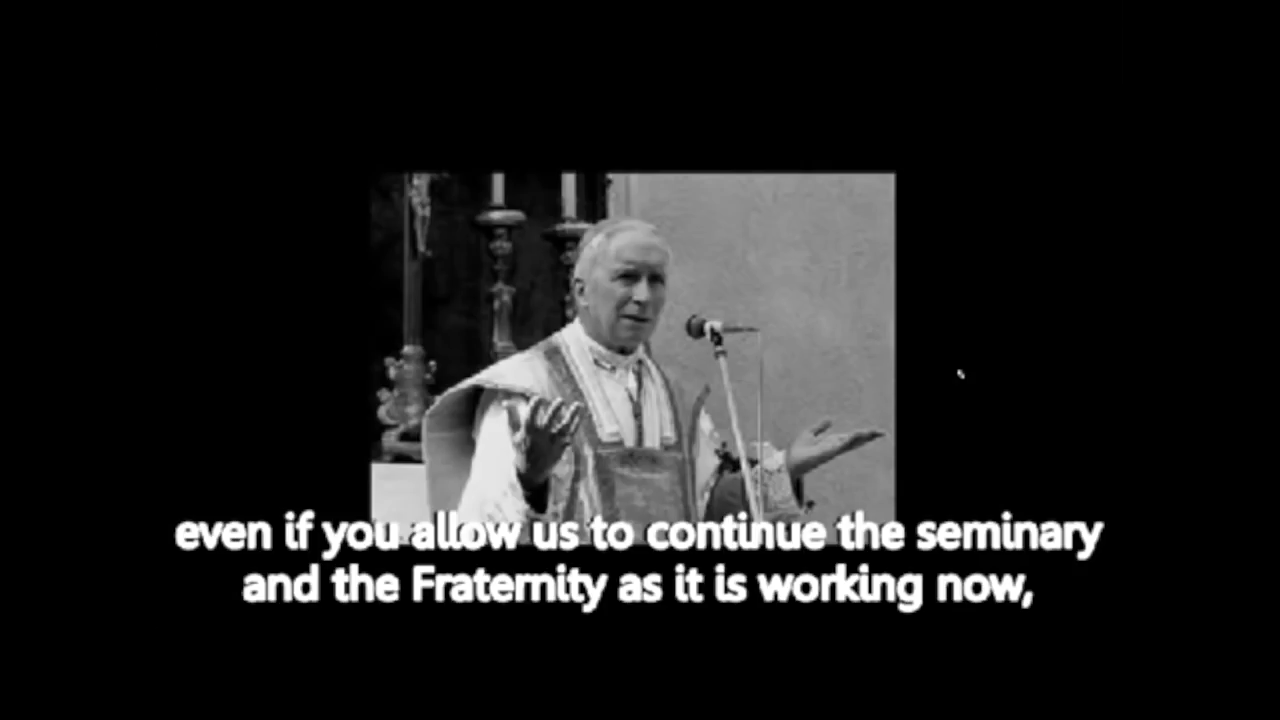 even if you allow us to continue the seminary
and the Fraternity as it is working now,